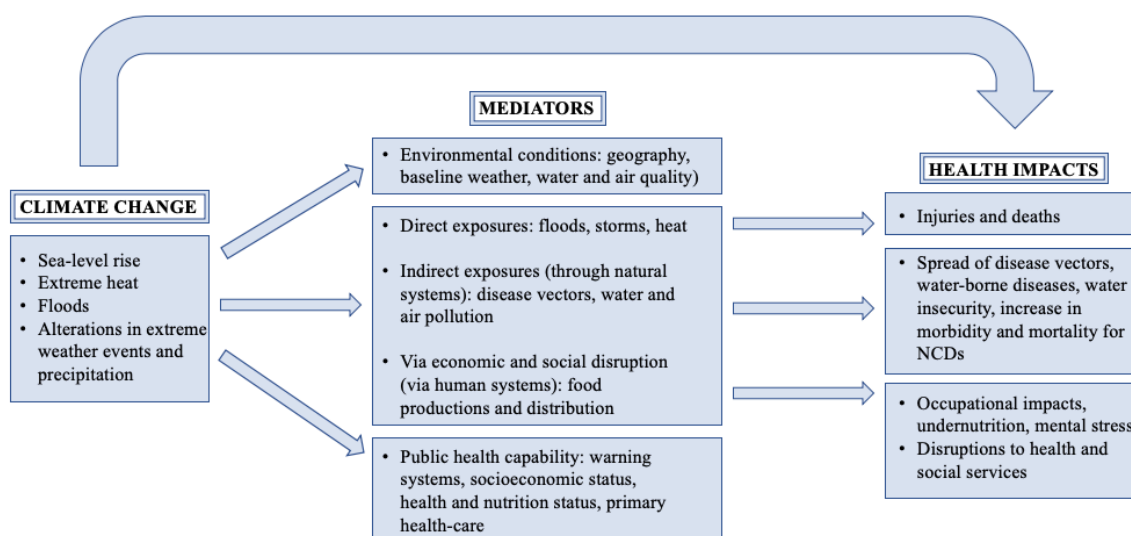 MEDIATORS
• Environmental conditions: geography,
baseline weather, water and air quality)
CLIMATE CHANGE
• Sea-level rise
• Extreme heat
• Floods
• Alterations in extreme
weather events and
precipitation
• Direct exposures: floods, storms, heat
• Indirect exposures (through natural
systems): disease vectors, water and
air pollution
• Via economic and social disruption
(via human systems): food
productions and distribution
• Public health capability: warning
systems, socioeconomic status,
health and nutrition status, primary
health-care
HEALTH IMPACTS
• Injuries and deaths
• Spread of disease vectors,
water-borne diseases, water
insecurity, increase in
morbidity and mortality for
NCDs
• Occupational impacts,
undernutrition, mental stress
• Disruptions to health and
social services